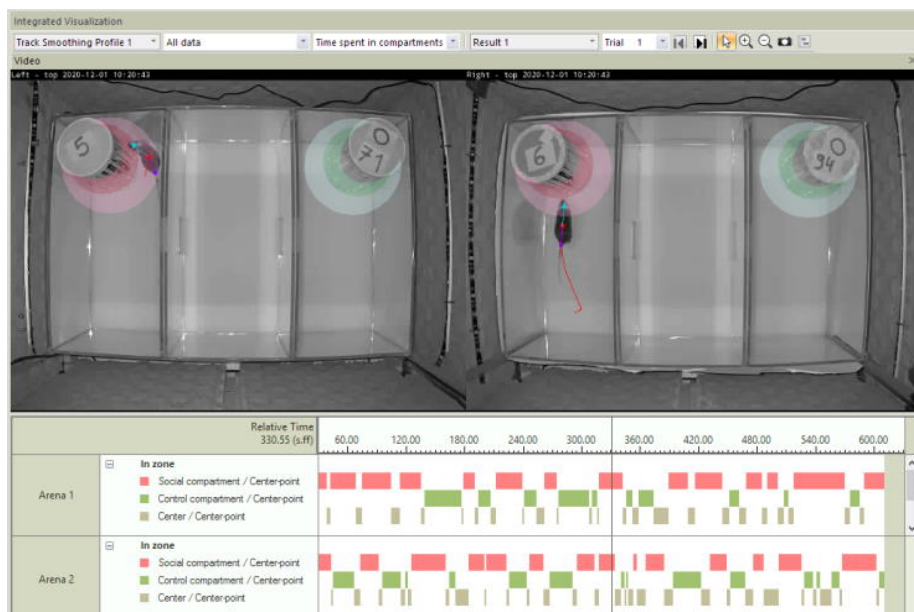 Integrated Visualization
Track Smoothing Profile 1 All data Time spent in compartments Result 1 Trial 1
Video
Left - top 2020-12-01 10:20:43 Right - top 2020-12-01 10:20:43
5 0 71 6 0 94
Relative Time
330.55 (s.ff) 60.00 120.00 180.00 240.00 300.00 360.00 420.00 480.00 540.00 600.00
In zone
Social compartment / Center-point
Arena 1 Control compartment / Center-point
Center / Center-point
In zone
Social compartment / Center-point
Arena 2 Control compartment / Center-point
Center / Center-point